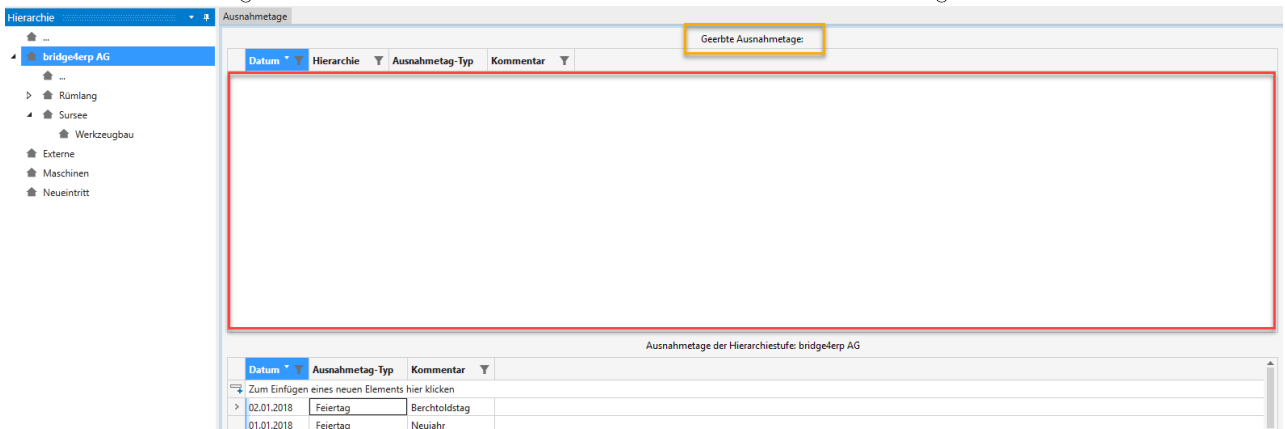 Hierarchie
Ausnahmetage
...
Geerbte Ausnahmetage:
bridge4erp AG
Datum Hierarchie Ausnahmetag-Typ Kommentar
...
Rümlang
Sursee
Werkzeugbau
Externe
Maschinen
Neueintritt
Ausnahmetage der Hierarchiestufe: bridge4erp AG
Datum Ausnahmetag-Typ Kommentar
Zum Einfügen eines neuen Elements hier klicken
02.01.2018 Feiertag Berchtoldstag
01.01.2018 Feiertag Neujahr